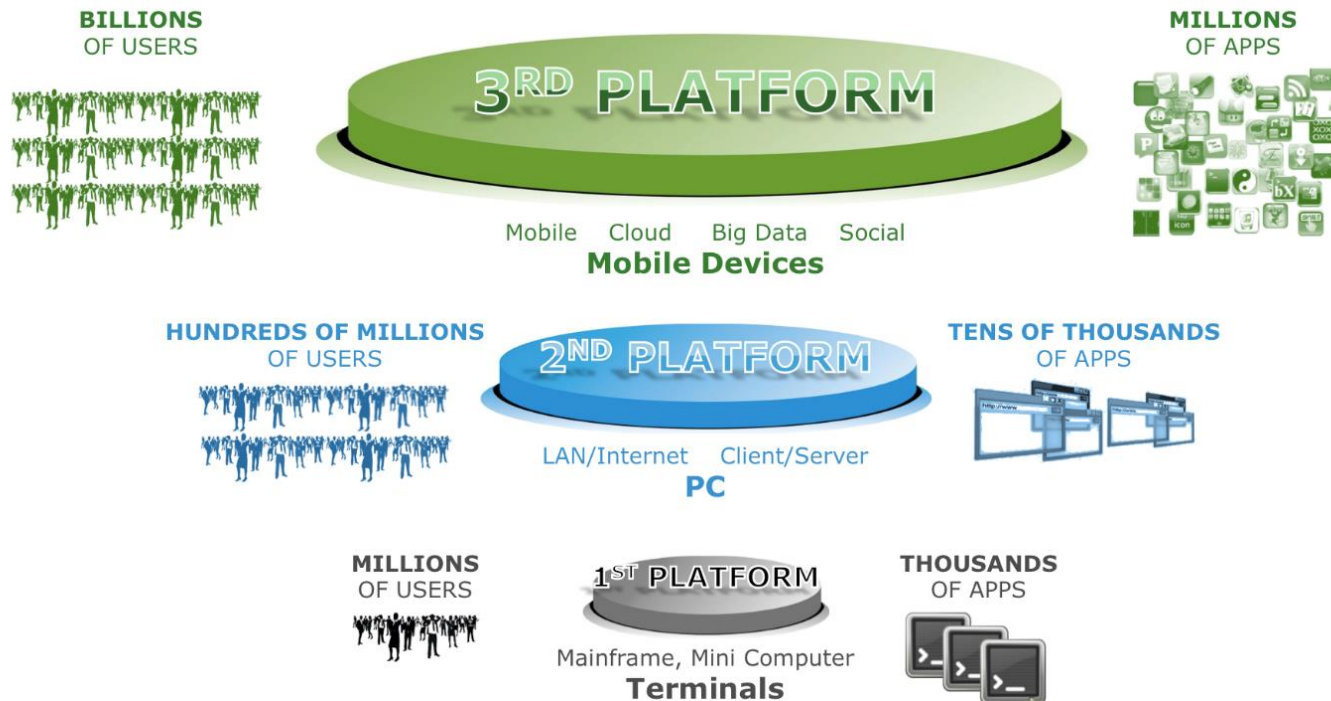 BILLIONS
OF USERS
3RD PLATFORM
MILLIONS
OF APPS
Mobile Cloud Big Data Social
Mobile Devices
HUNDREDS OF MILLIONS
OF USERS
2ND PLATFORM
TENS OF THOUSANDS
OF APPS
http://www
LAN/Internet Client/Server
PC
MILLIONS
OF USERS
1ST PLATFORM
THOUSANDS
OF APPS
Mainframe, Mini Computer
Terminals